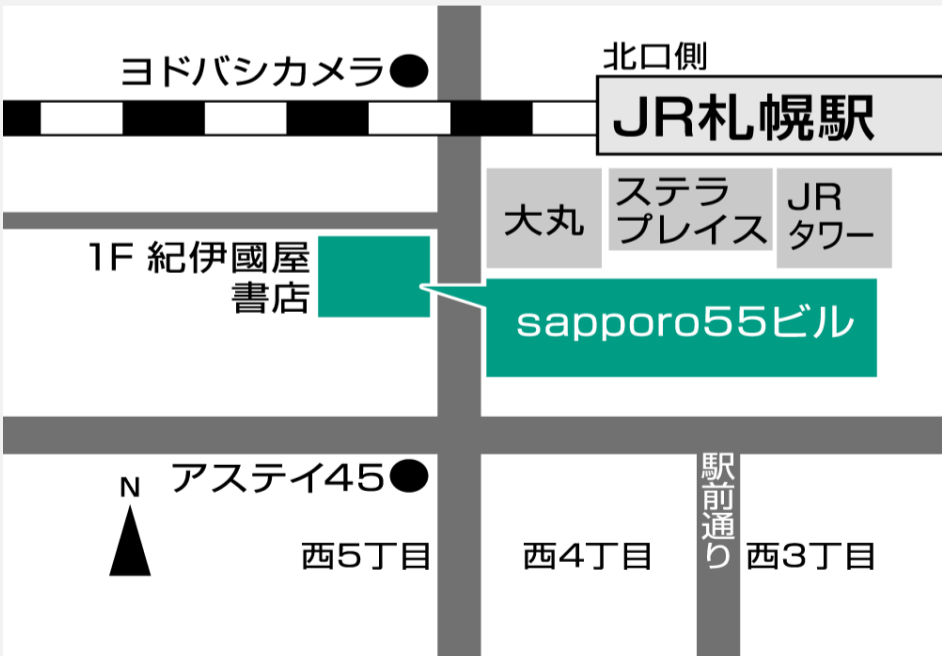 ヨドバシカメラ
北口側
JR札幌駅
大丸
ステラ
プレイス
JR
タワー
1F 紀伊國屋
書店
sapporo55ビル
N
アステイ45
駅前通り
西5丁目
西4丁目
西3丁目